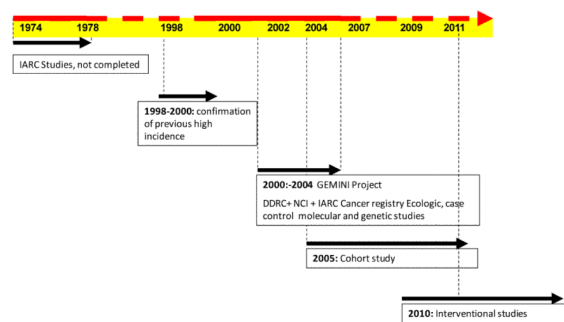 1974 1978 1998 2000 2002 2004 2007 2009 2011
IARC Studies, not completed
1998-2000: confirmation
of previous high
incidence
2000:-2004 GEMINI Project
DDRC+ NCI + IARC Cancer registry Ecologic, case
control molecular and genetic studies
2005: Cohort study
2010: Interventional studies